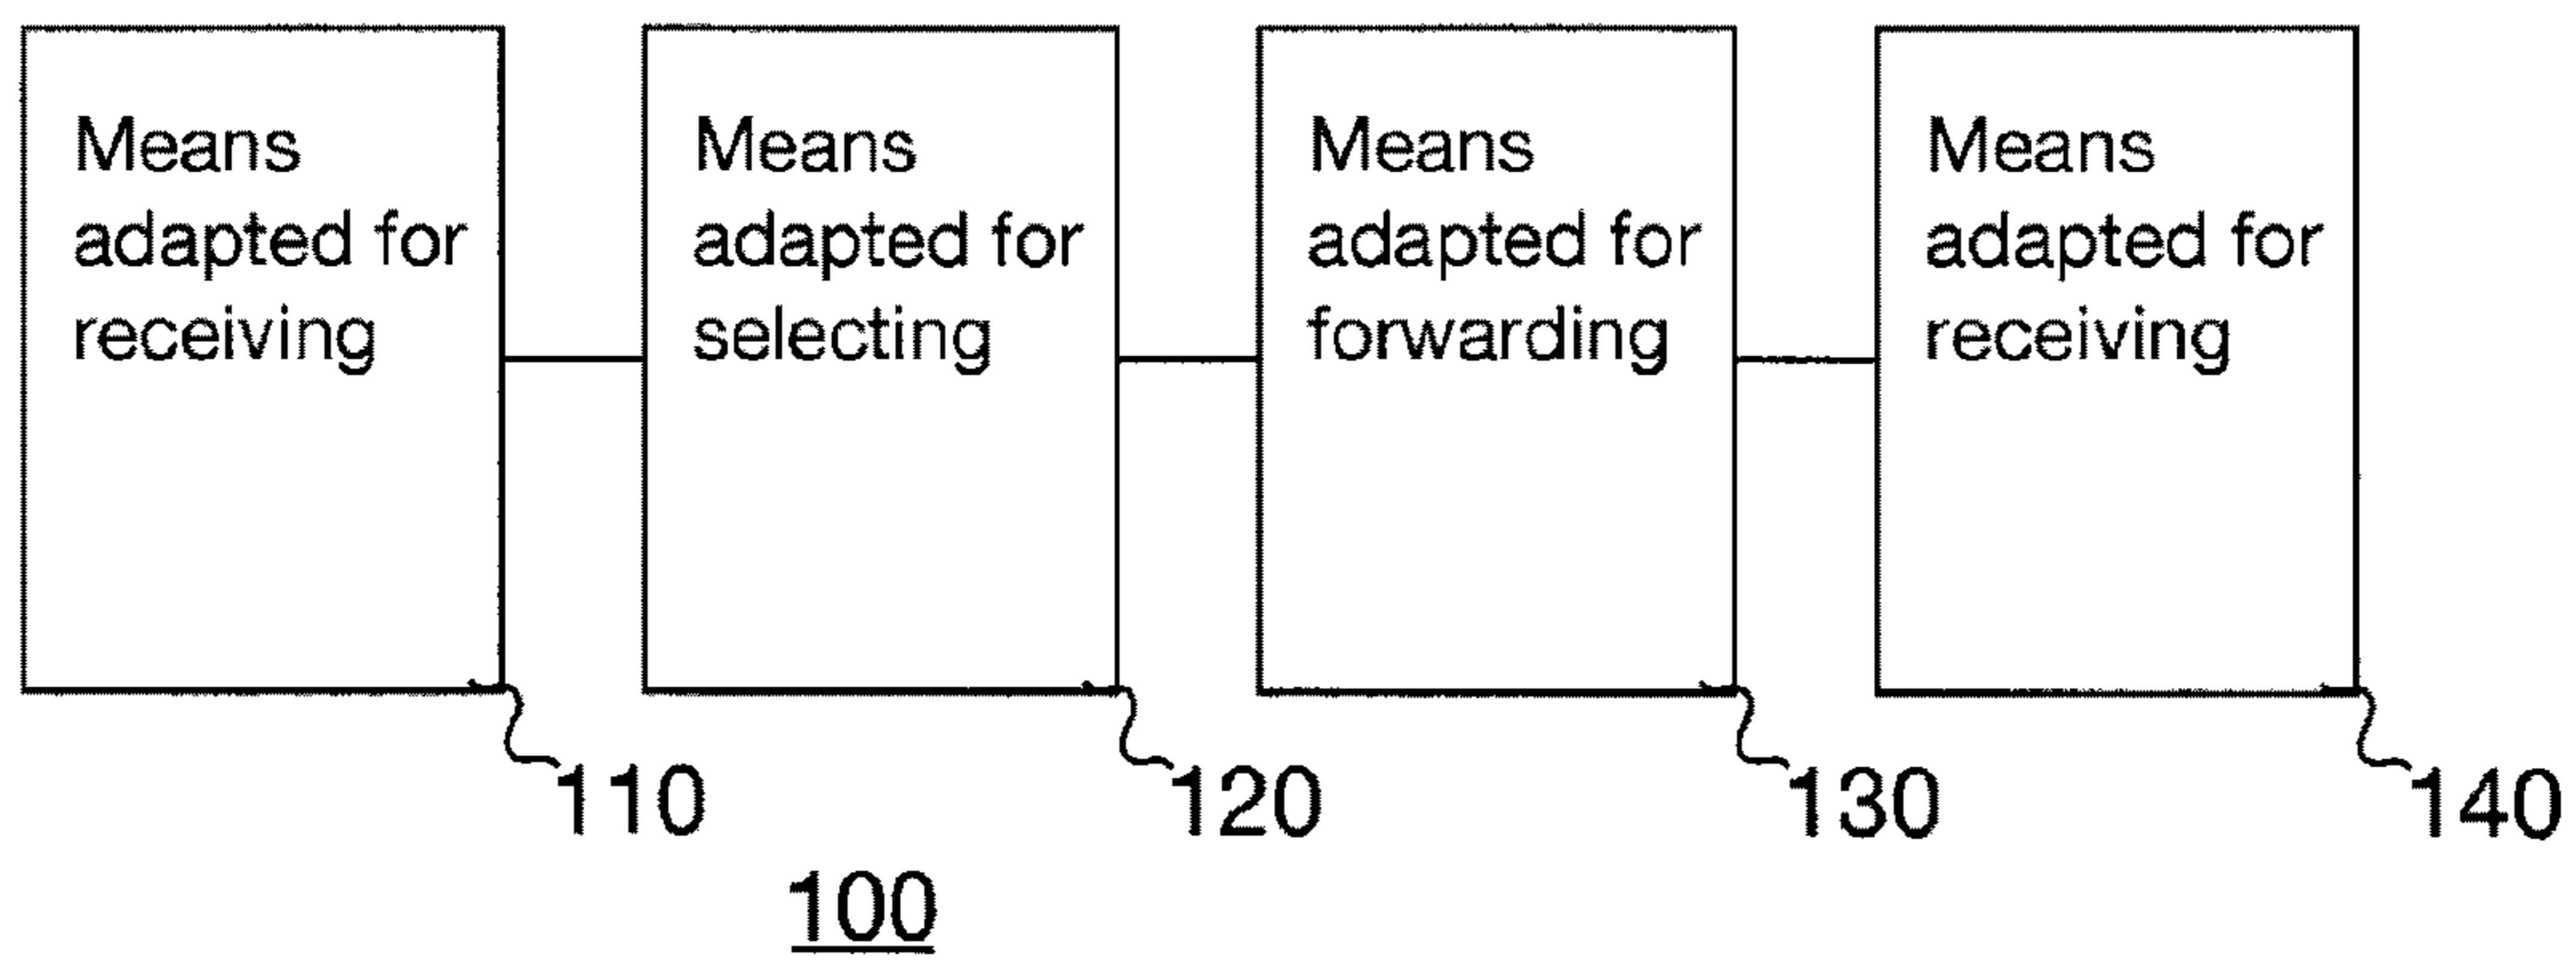 Means
adapted for
receiving
Means
adapted for
selecting
Means
adapted for
forwarding
Means
adapted for
receiving
110
120
130
140
100